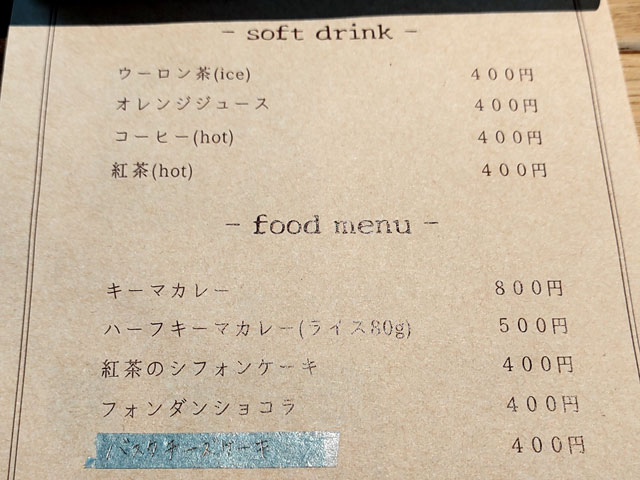 - soft drink -
ウーロン茶(ice) 400円
オレンジジュース 400円
コーヒー(hot) 400円
紅茶(hot) 400円
- food menu -
キーマカレー 800円
ハーフキーマカレー(ライス80g) 500円
紅茶のシフォンケーキ 400円
フォンダンショコラ 400円
バスクチーズケーキ 400円